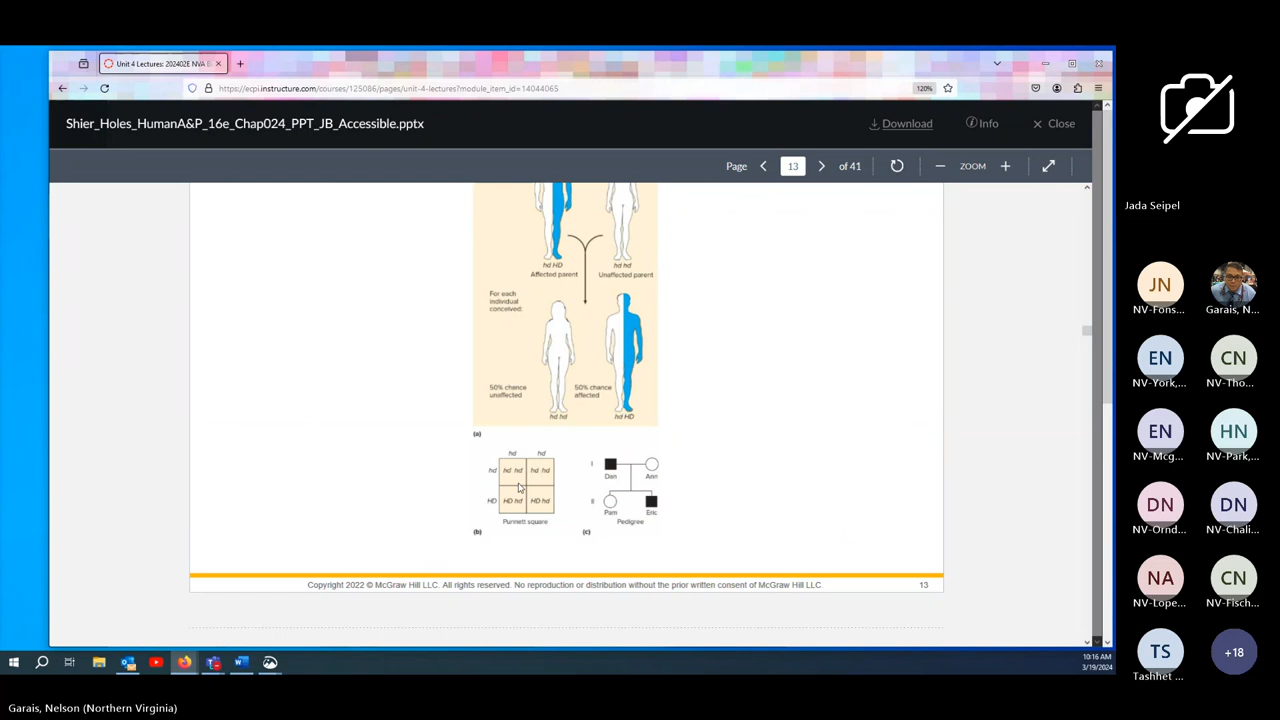 Unit 4 Lectures: 202402E NVA B
https://ecpi.instructure.com/courses/125086/pages/unit-4-lectures?module_item_id=14044065
120%
Shier_Holes_HumanA&P_16e_Chap024_PPT_JB_Accessible.pptx
Download
Info
Close
Page
13
of 41
ZOOM
hd HD
hd hd
Affected parent
Unaffected parent
For each
individual
conceived:
50% chance
unaffected
50% chance
affected
hd hd
hd HD
(a)
hd
hd
hd
hd hd
hd hd
HD
HD hd
HD hd
Punnett square
(b)
I
Dan
Ann
II
Pam
Eric
Pedigree
(c)
Copyright 2022 © McGraw Hill LLC. All rights reserved. No reproduction or distribution without the prior written consent of McGraw Hill LLC.
13
10:16 AM
3/19/2024
Jada Seipel
JN
NV-Fons...
Garais, N...
EN
NV-York,...
CN
NV-Tho...
EN
NV-Mcg...
HN
NV-Park,...
DN
NV-Ornd...
DN
NV-Chali...
NA
NV-Lope...
CN
NV-Fisch...
TS
Tashhet ...
+18
Garais, Nelson (Northern Virginia)